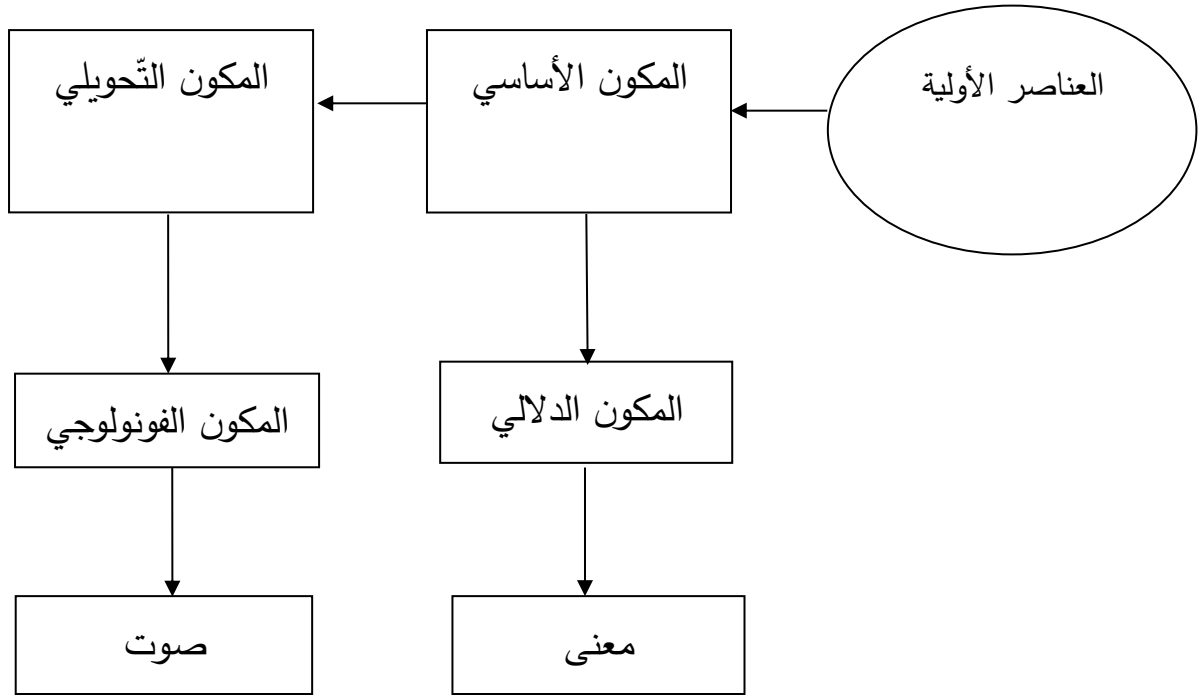 العناصر الأولية
المكون الأساسي
المكون التّحويلي
المكون الدلالي
المكون الفونولوجي
معنى
صوت